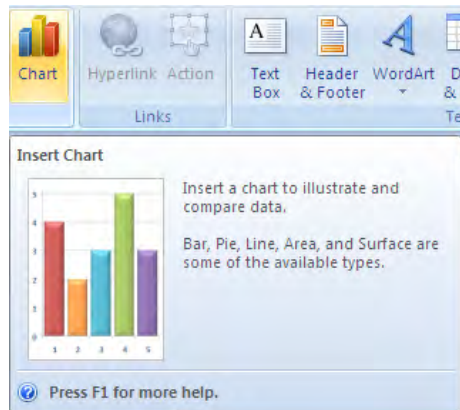 Chart Hyperlink Action Text Box Header & Footer WordArt
Links
Insert Chart
Insert a chart to illustrate and
compare data.
Bar, Pie, Line, Area, and Surface are
some of the available types.
5
4
3
2
1
0
1 2 3 4 5
Press F1 for more help.